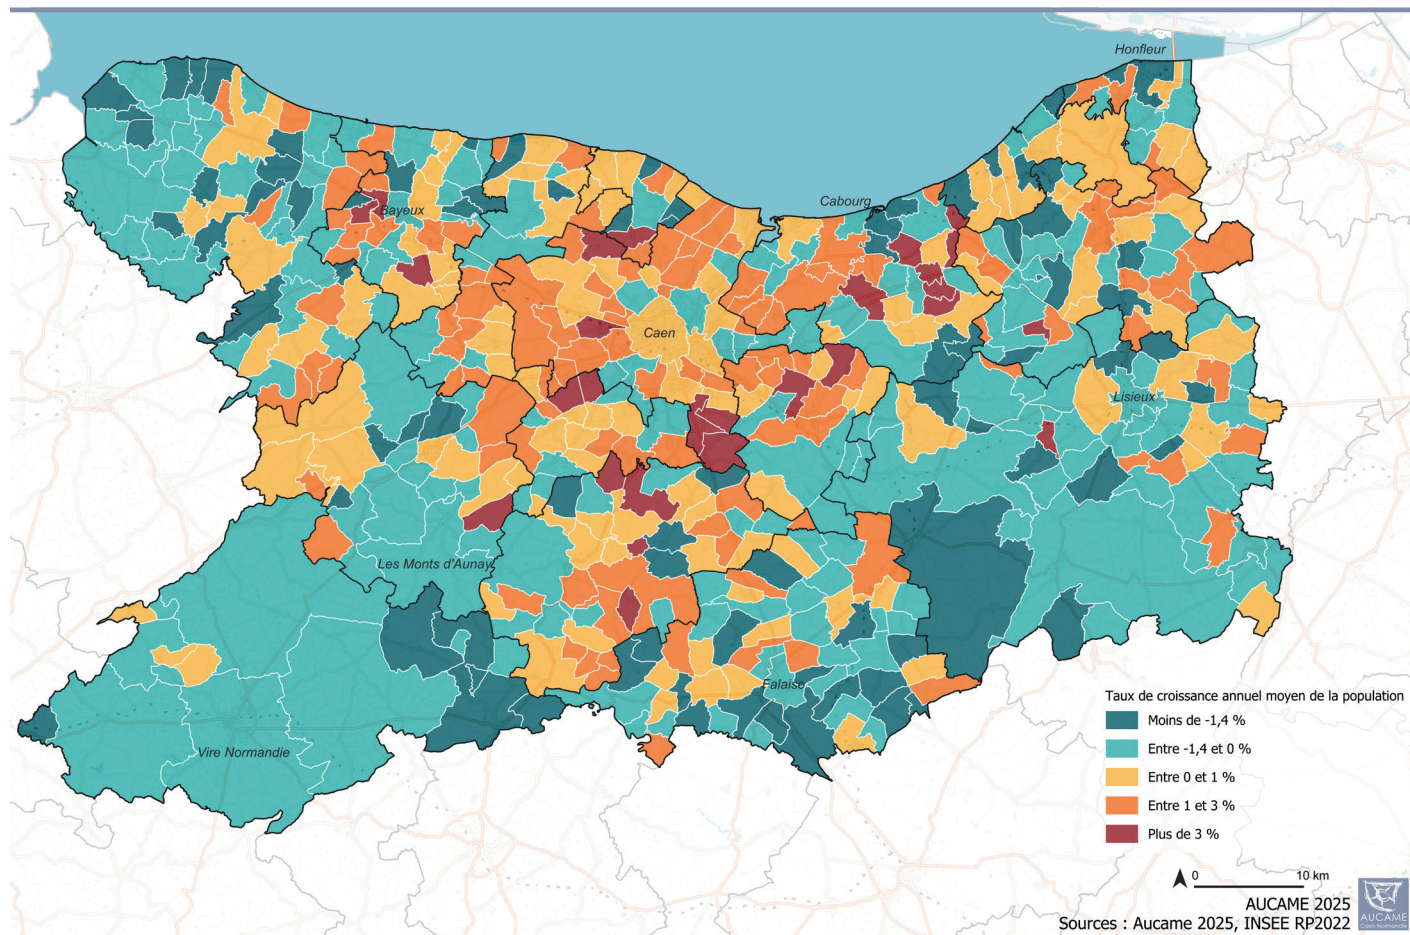 Honfleur
Cabourg
Bayeux
Caen
Lisieux
Les Monts d'Aunay
Falaise
Vire Normandie
Taux de croissance annuel moyen de la population
Moins de -1,4 %
Entre -1,4 et 0 %
Entre 0 et 1 %
Entre 1 et 3 %
Plus de 3 %
0 10 km
AUCAME 2025
Sources : Aucame 2025, INSEE RP2022
AUCAME
Caen Normandie